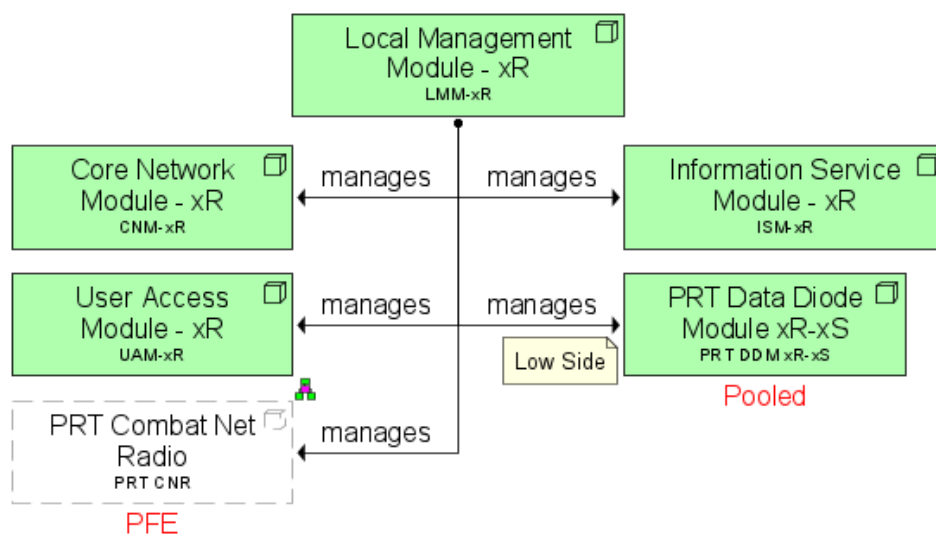 Local Management
Module - xR
LMM-xR
Core Network
Module - xR
CNM-xR
manages
manages
Information Service
Module - xR
ISM-xR
User Access
Module - xR
UAM-xR
manages
manages
PRT Data Diode
Module xR-xS
PRT DDM xR-xS
Low Side
Pooled
PRT Combat Net
Radio
PRT CNR
manages
PFE